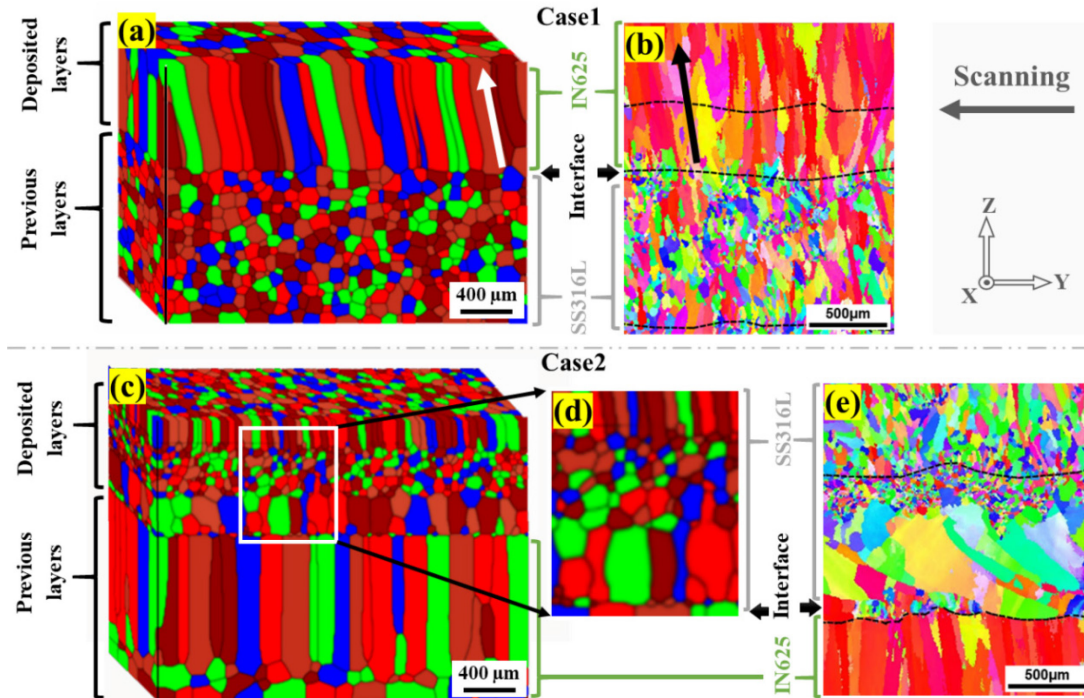 Case1
(a)
(b)
Deposited
layers
Previous
layers
IN625
Interface
SS316L
400 μm
500μm
Scanning
Z
X
Y
Case2
(c)
(d)
(e)
Deposited
layers
Previous
layers
SS316L
Interface
IN625
400 μm
500μm